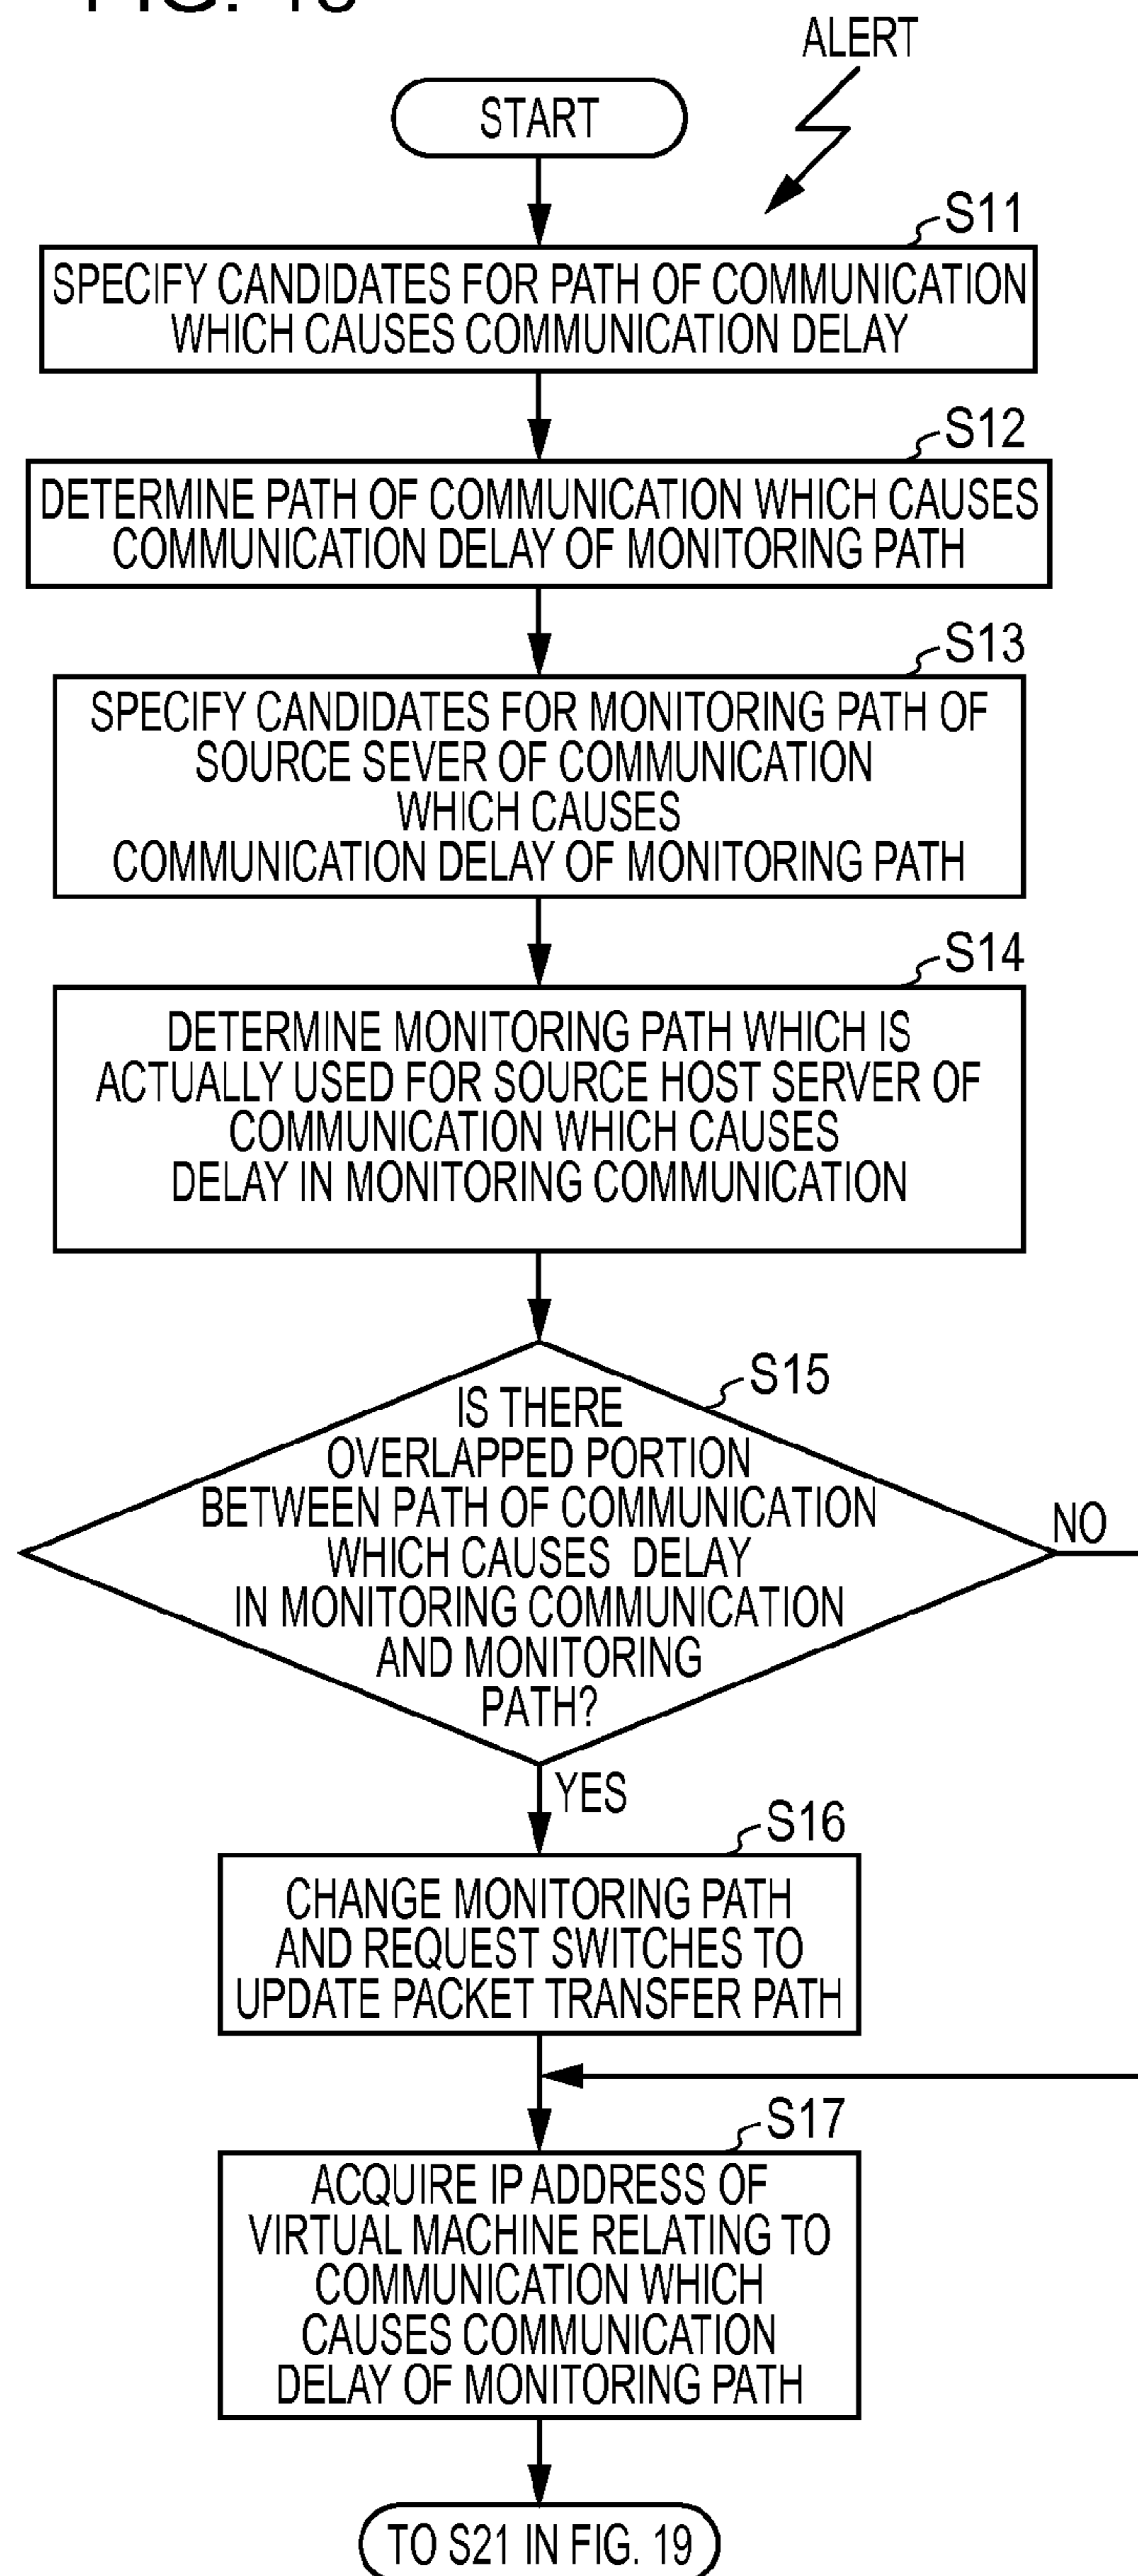 FIG.
ALERT
START
S11
SPECIFY CANDIDATES FOR PATH OF COMMUNICATION
WHICH CAUSES COMMUNICATION DELAY
S12
DETERMINE PATH OF COMMUNICATION WHICH CAUSES
COMMUNICATION DELAY OF MONITORING PATH
S13
SPECIFY CANDIDATES FOR MONITORING PATH OF
SOURCE SEVER OF COMMUNICATION
WHICH CAUSES
COMMUNICATION DELAY OF MONITORING PATH
S14
DETERMINE MONITORING PATH WHICH IS
ACTUALLY USED FOR SOURCE HOST SERVER OF
COMMUNICATION WHICH CAUSES
DELAY IN MONITORING COMMUNICATION
S15
IS THERE
OVERLAPPED PORTION
BETWEEN PATH OF COMMUNICATION
WHICH CAUSES DELAY
IN MONITORING COMMUNICATION
AND MONITORING
PATH?
NO
YES
S16
CHANGE MONITORING PATH
AND REQUEST SWITCHES TO
UPDATE PACKET TRANSFER PATH
S17
ACQUIRE IP ADDRESS OF
VIRTUAL MACHINE RELATING TO
COMMUNICATION WHICH
CAUSES COMMUNICATION
DELAY OF MONITORING PATH
TO S21 IN FIG. 19